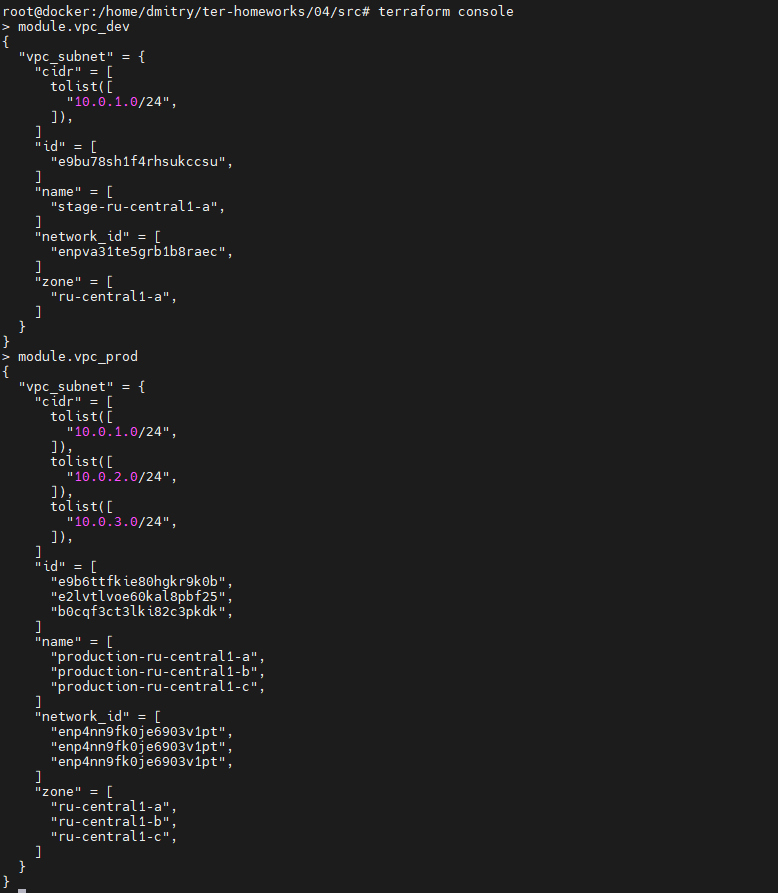 root@docker:/home/dmitry/ter-homeworks/04/src# terraform console
> module.vpc_dev
{
  "vpc_subnet" = {
    "cidr" = [
      tolist([
        "10.0.1.0/24",
      ]),
    ]
    "id" = [
      "e9bu78sh1f4rhsukccsu",
    ]
    "name" = [
      "stage-ru-central1-a",
    ]
    "network_id" = [
      "enpva31te5grb1b8raec",
    ]
    "zone" = [
      "ru-central1-a",
    ]
  }
}
> module.vpc_prod
{
  "vpc_subnet" = {
    "cidr" = [
      tolist([
        "10.0.1.0/24",
      ]),
      tolist([
        "10.0.2.0/24",
      ]),
      tolist([
        "10.0.3.0/24",
      ]),
    ]
    "id" = [
      "e9b6ttfkie80hgkr9k0b",
      "e2lvtlvoe60kal8pbf25",
      "b0cqf3ct3lki82c3pkdk",
    ]
    "name" = [
      "production-ru-central1-a",
      "production-ru-central1-b",
      "production-ru-central1-c",
    ]
    "network_id" = [
      "enp4nn9fk0je6903v1pt",
      "enp4nn9fk0je6903v1pt",
      "enp4nn9fk0je6903v1pt",
    ]
    "zone" = [
      "ru-central1-a",
      "ru-central1-b",
      "ru-central1-c",
    ]
  }
}